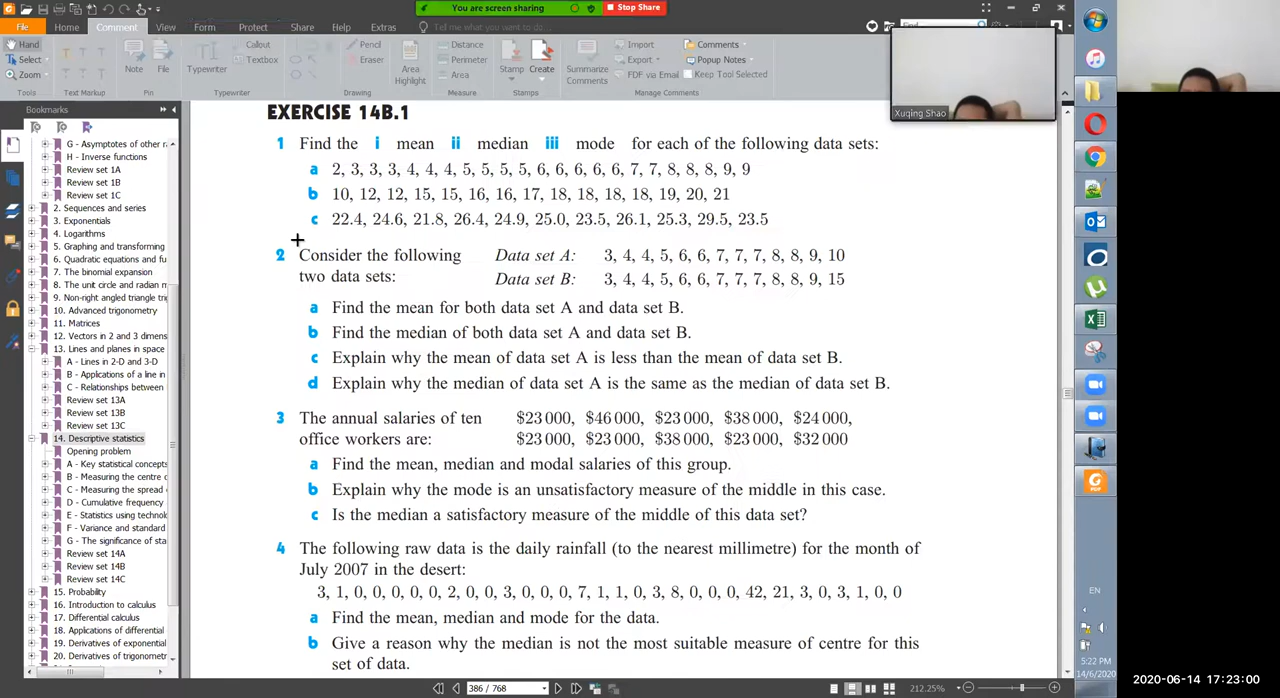 You are screen sharing
Stop Share
File Home Comment View Form Protect Share Help Extras Tell me what you want to do... Find
Hand
Select
Zoom
Tools
Text Markup
Note
File
Pin
Typewriter
Callout
Textbox
Typewriter
Pencil
Eraser
Drawing
Area Highlight
Distance
Perimeter
Area
Measure
Stamp
Create
Stamps
Summarize Comments
Import
Export
FDF via Email
Comments
Popup Notes
Keep Tool Selected
Manage Comments
Xuqing Shao
Bookmarks
G - Asymptotes of other r
H - Inverse functions
Review set 1A
Review set 1B
Review set 1C
2. Sequences and series
3. Exponentials
4. Logarithms
5. Graphing and transforming
6. Quadratic equations and fu
7. The binomial expansion
8. The unit circle and radian m
9. Non-right angled triangle tri
10. Advanced trigonometry
11. Matrices
12. Vectors in 2 and 3 dimens
13. Lines and planes in space
A - Lines in 2-D and 3-D
B - Applications of a line in
C - Relationships between
Review set 13A
Review set 13B
Review set 13C
14. Descriptive statistics
Opening problem
A - Key statistical concepts
B - Measuring the centre o
C - Measuring the spread
D - Cumulative frequency
E - Statistics using technol
F - Variance and standard
G - The significance of sta
Review set 14A
Review set 14B
Review set 14C
15. Probability
16. Introduction to calculus
17. Differential calculus
18. Applications of differential
19. Derivatives of exponential
20. Derivatives of trigonomet
EXERCISE 14B.1
1 Find the i mean ii median iii mode for each of the following data sets:
a 2, 3, 3, 3, 4, 4, 4, 5, 5, 5, 5, 6, 6, 6, 6, 6, 7, 7, 8, 8, 8, 9, 9
b 10, 12, 12, 15, 15, 16, 16, 17, 18, 18, 18, 18, 19, 20, 21
c 22.4, 24.6, 21.8, 26.4, 24.9, 25.0, 23.5, 26.1, 25.3, 29.5, 23.5
2 Consider the following Data set A: 3, 4, 4, 5, 6, 6, 7, 7, 7, 8, 8, 9, 10
two data sets: Data set B: 3, 4, 4, 5, 6, 6, 7, 7, 7, 8, 8, 9, 15
a Find the mean for both data set A and data set B.
b Find the median of both data set A and data set B.
c Explain why the mean of data set A is less than the mean of data set B.
d Explain why the median of data set A is the same as the median of data set B.
3 The annual salaries of ten $23 000, $46 000, $23 000, $38 000, $24 000,
office workers are: $23 000, $23 000, $38 000, $23 000, $32 000
a Find the mean, median and modal salaries of this group.
b Explain why the mode is an unsatisfactory measure of the middle in this case.
c Is the median a satisfactory measure of the middle of this data set?
4 The following raw data is the daily rainfall (to the nearest millimetre) for the month of
July 2007 in the desert:
3, 1, 0, 0, 0, 0, 0, 2, 0, 0, 3, 0, 0, 0, 7, 1, 1, 0, 3, 8, 0, 0, 0, 42, 21, 3, 0, 3, 1, 0, 0
a Find the mean, median and mode for the data.
b Give a reason why the median is not the most suitable measure of centre for this
set of data.
386 / 768
212.25%
EN
5:22 PM
14/6/2020
2020-06-14 17:23:00